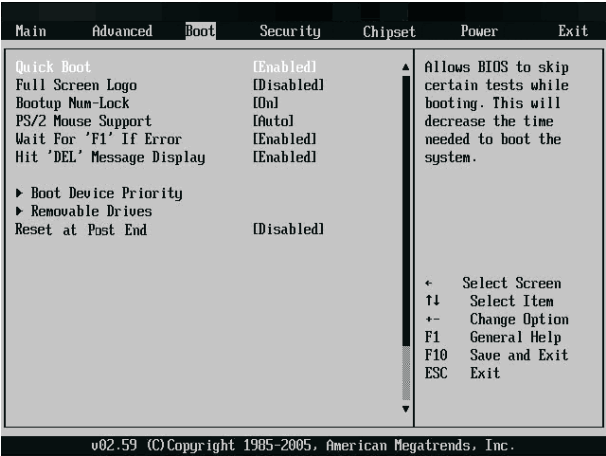 Main Advanced Boot Security Chipset Power Exit
Quick Boot [Enabled]
Full Screen Logo [Disabled]
Bootup Num-Lock [On]
PS/2 Mouse Support [Auto]
Wait For 'F1' If Error [Enabled]
Hit 'DEL' Message Display [Enabled]
▶ Boot Device Priority
▶ Removable Drives
Reset at Post End [Disabled]
Allows BIOS to skip
certain tests while
booting. This will
decrease the time
needed to boot the
system.
← Select Screen
↑↓ Select Item
+- Change Option
F1 General Help
F10 Save and Exit
ESC Exit
v02.59 (C)Copyright 1985-2005, American Megatrends, Inc.